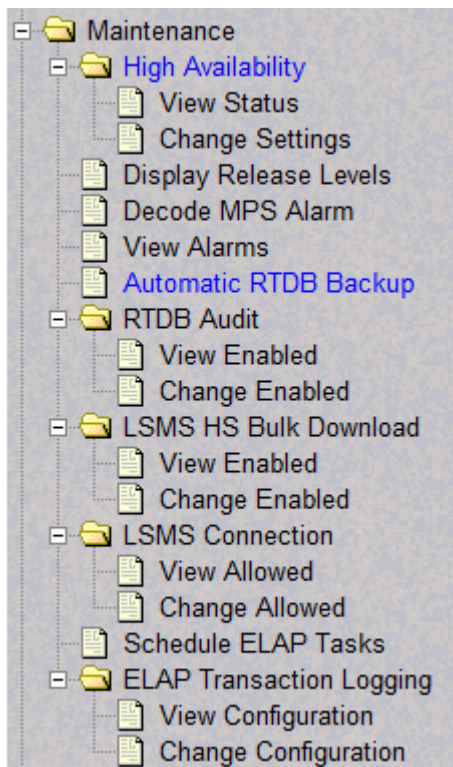 Maintenance
High Availability
View Status
Change Settings
Display Release Levels
Decode MPS Alarm
View Alarms
Automatic RTDB Backup
RTDB Audit
View Enabled
Change Enabled
LSMS HS Bulk Download
View Enabled
Change Enabled
LSMS Connection
View Allowed
Change Allowed
Schedule ELAP Tasks
ELAP Transaction Logging
View Configuration
Change Configuration